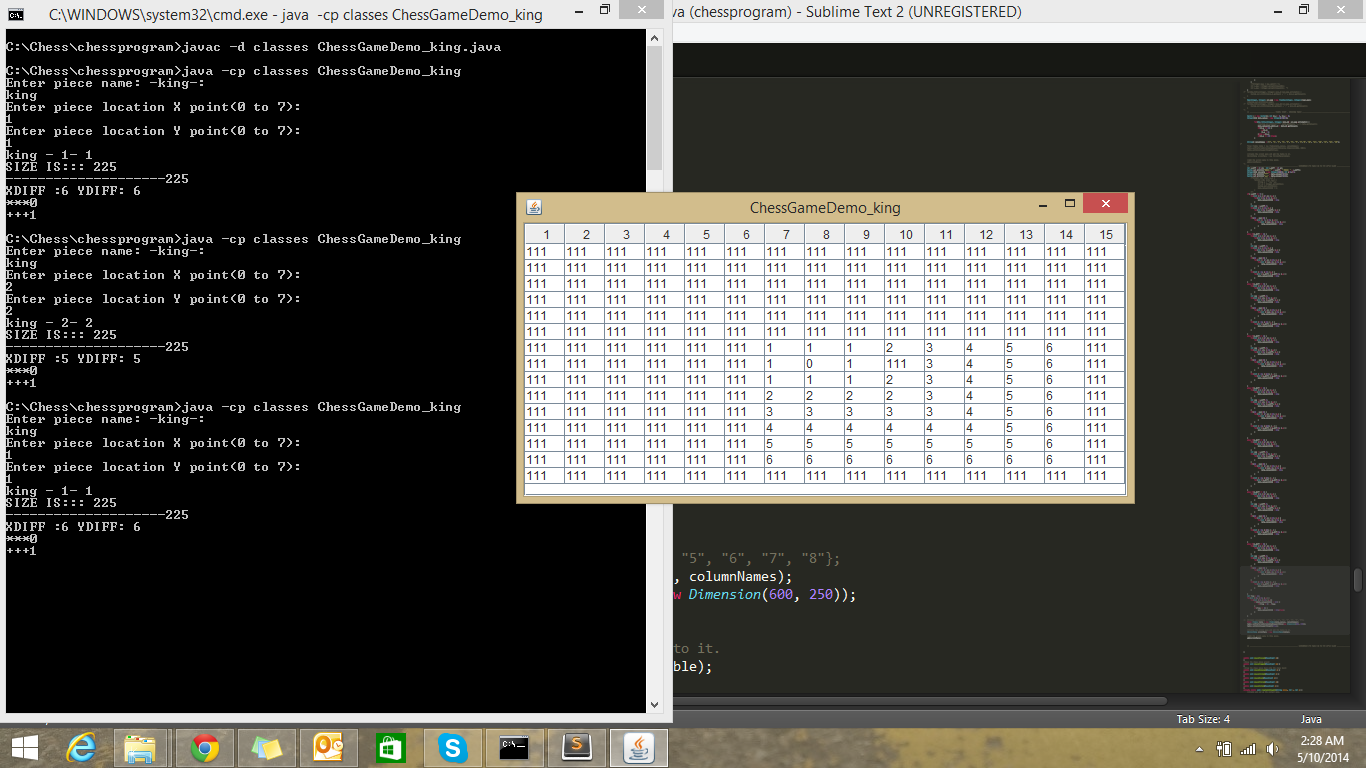 C:\WINDOWS\system32\cmd.exe - java -cp classes ChessGameDemo_king
C:\Chess\chessprogram>javac -d classes ChessGameDemo_king.java
C:\Chess\chessprogram>java -cp classes ChessGameDemo_king
Enter piece name: -king-:
king
Enter piece location X point(0 to 7):
1
Enter piece location Y point(0 to 7):
1
king - 1- 1
SIZE IS::: 225
--------------------225
XDIFF :6 YDIFF: 6
***0
+++1
C:\Chess\chessprogram>java -cp classes ChessGameDemo_king
Enter piece name: -king-:
king
Enter piece location X point(0 to 7):
2
Enter piece location Y point(0 to 7):
2
king - 2- 2
SIZE IS::: 225
--------------------225
XDIFF :5 YDIFF: 5
***0
+++1
C:\Chess\chessprogram>java -cp classes ChessGameDemo_king
Enter piece name: -king-:
king
Enter piece location X point(0 to 7):
1
Enter piece location Y point(0 to 7):
1
king - 1- 1
SIZE IS::: 225
--------------------225
XDIFF :6 YDIFF: 6
***0
+++1
va (chessprogram) - Sublime Text 2 (UNREGISTERED)
ChessGameDemo_king
1 2 3 4 5 6 7 8 9 10 11 12 13 14 15
111 111 111 111 111 111 111 111 111 111 111 111 111 111 111
111 111 111 111 111 111 111 111 111 111 111 111 111 111 111
111 111 111 111 111 111 111 111 111 111 111 111 111 111 111
111 111 111 111 111 111 111 111 111 111 111 111 111 111 111
111 111 111 111 111 111 111 111 111 111 111 111 111 111 111
111 111 111 111 111 111 111 111 111 111 111 111 111 111 111
111 111 111 111 111 111 1 1 1 2 3 4 5 6 111
111 111 111 111 111 111 1 0 1 111 3 4 5 6 111
111 111 111 111 111 111 1 1 1 2 3 4 5 6 111
111 111 111 111 111 111 2 2 2 2 3 4 5 6 111
111 111 111 111 111 111 3 3 3 3 3 4 5 6 111
111 111 111 111 111 111 4 4 4 4 4 4 5 6 111
111 111 111 111 111 111 5 5 5 5 5 5 5 6 111
111 111 111 111 111 111 6 6 6 6 6 6 6 6 111
111 111 111 111 111 111 111 111 111 111 111 111 111 111 111
"5", "6", "7", "8"};
, columnNames);
w Dimension(600, 250));
to it.
ble);
Tab Size: 4 Java
2:28 AM
5/10/2014